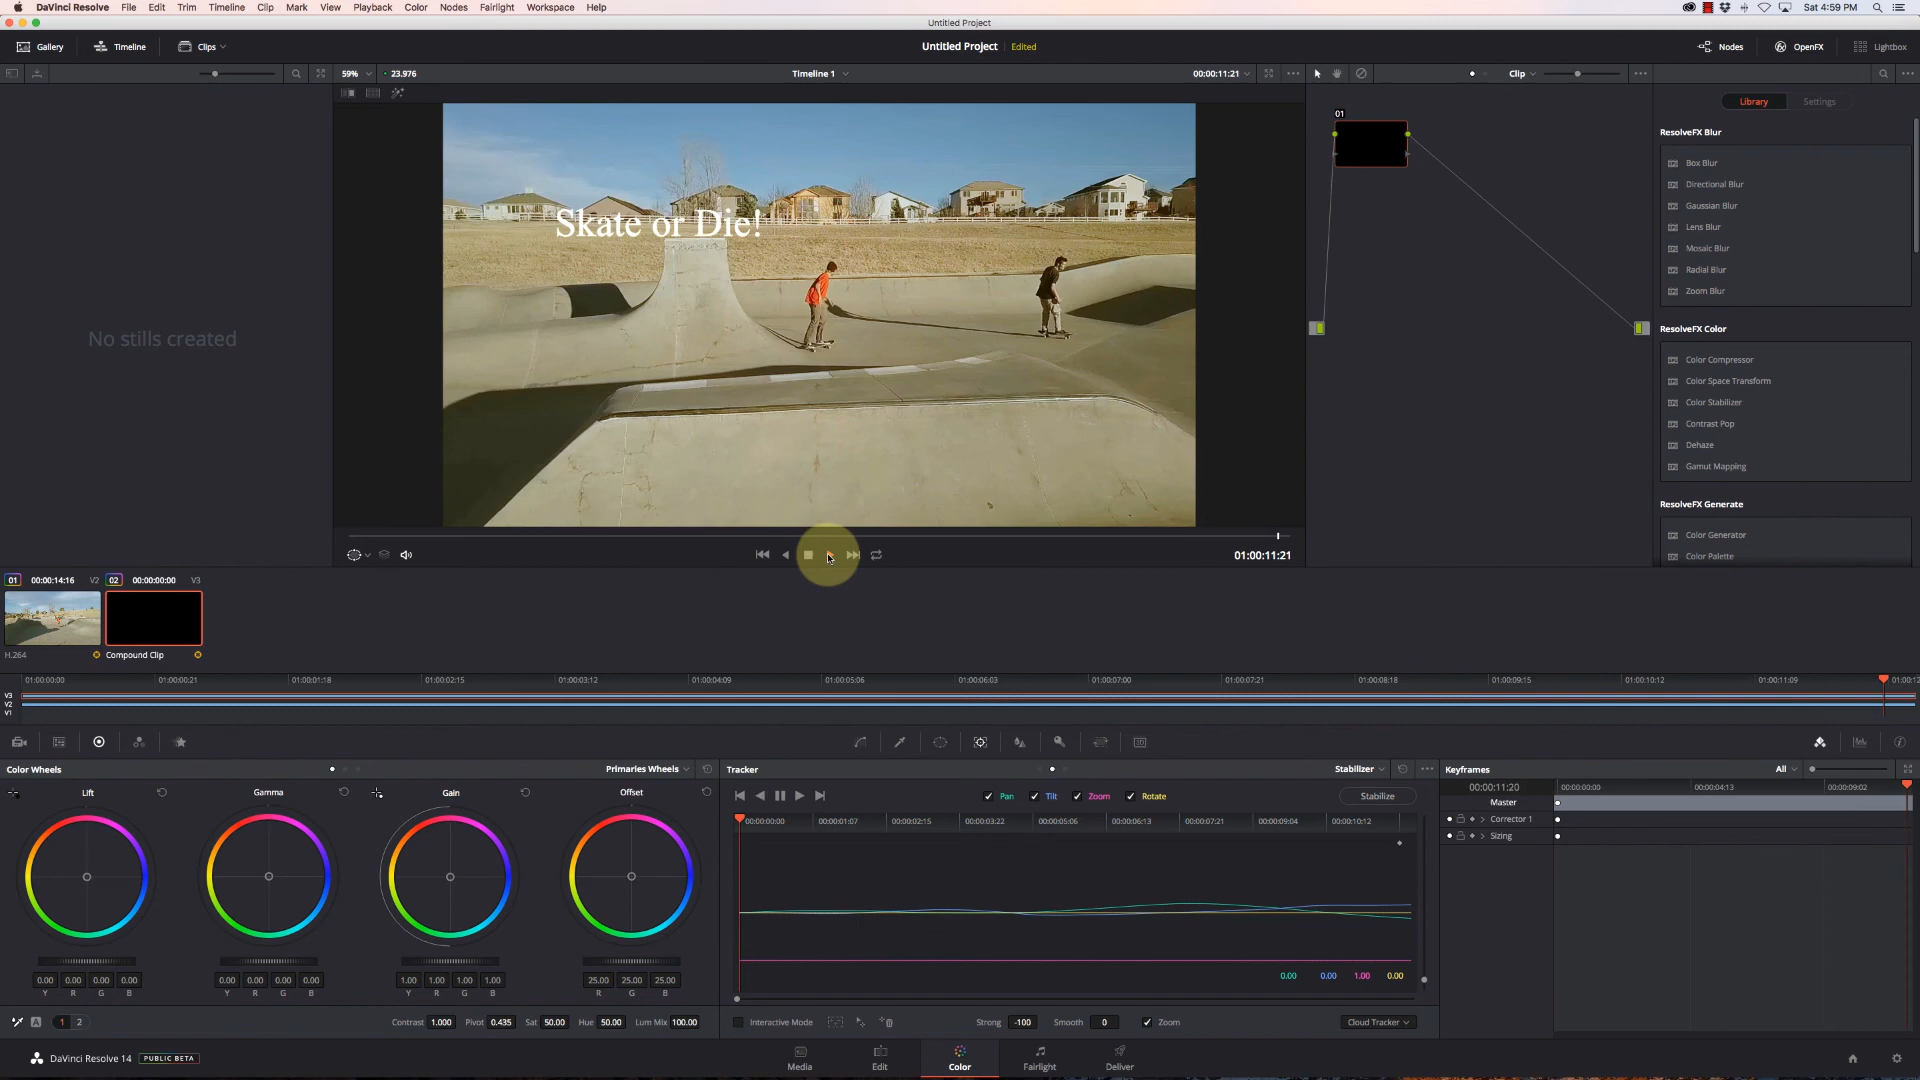 DaVinci Resolve File Edit Trim Timeline Clip Mark View Playback Color Nodes Fairlight Workspace Help Sat 4:59 PM
Untitled Project
Gallery Timeline Clips Untitled Project Edited Nodes OpenFX Lightbox
59% 23.976 Timeline 1 00:00:11:21 Clip
Library Settings
ResolveFX Blur
Box Blur
Directional Blur
Gaussian Blur
Lens Blur
Mosaic Blur
Radial Blur
Zoom Blur
ResolveFX Color
Color Compressor
Color Space Transform
Color Stabilizer
Contrast Pop
Dehaze
Gamut Mapping
ResolveFX Generate
Color Generator
Color Palette
01
No stills created
Skate or Die!
01:00:11:21
01 00:00:14:16 V2 02 00:00:00:00 V3
H.264 Compound Clip
01:00:00:00 01:00:00:21 01:00:01:18 01:00:02:15 01:00:03:12 01:00:04:09 01:00:05:06 01:00:06:03 01:00:07:00 01:00:07:21 01:00:08:18 01:00:09:15 01:00:10:12 01:00:11:09 01:00:12
V3
V2
V1
Color Wheels Primaries Wheels
Lift Gamma Gain Offset
0.00 0.00 0.00 0.00 0.00 0.00 0.00 0.00 1.00 1.00 1.00 1.00 25.00 25.00 25.00
Y R G B Y R G B Y R G B R G B
A 1 2 Contrast 1.000 Pivot 0.435 Sat 50.00 Hue 50.00 Lum Mix 100.00
Tracker Stabilizer
Pan Tilt Zoom Rotate Stabilize
00:00:00:00 00:00:01:07 00:00:02:15 00:00:03:22 00:00:05:06 00:00:06:13 00:00:07:21 00:00:09:04 00:00:10:12
0.00 0.00 1.00 0.00
Interactive Mode Strong -100 Smooth 0 Zoom Cloud Tracker
Keyframes All
00:00:11:20 00:00:00:00 00:00:04:13 00:00:09:02
Master
Corrector 1
Sizing
DaVinci Resolve 14 PUBLIC BETA Media Edit Color Fairlight Deliver